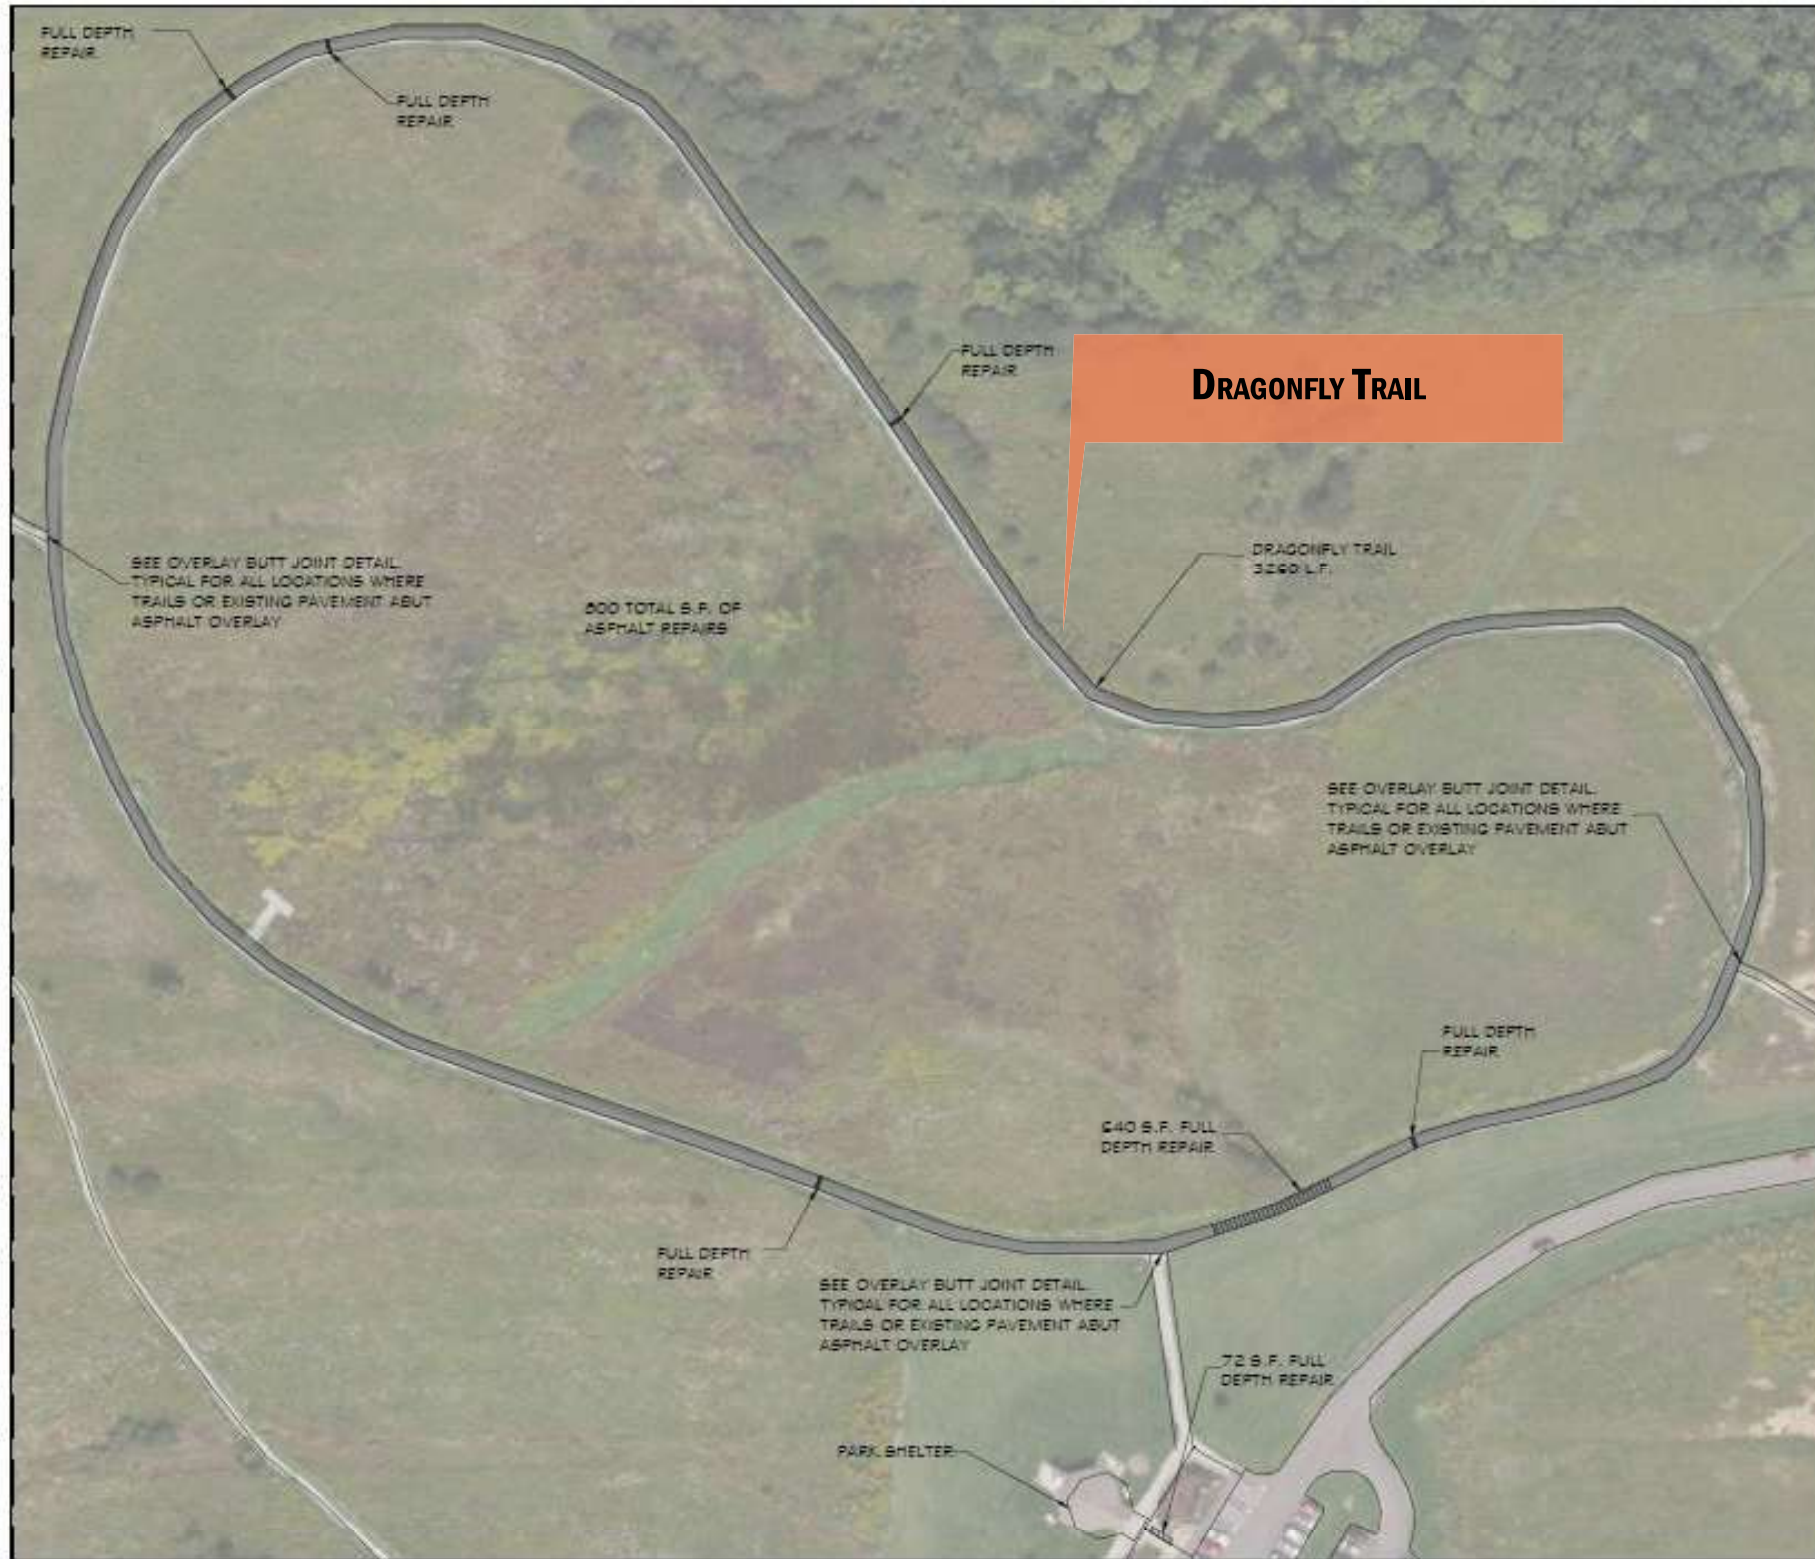 FULL DEPTH
REPAIR
FULL DEPTH
REPAIR
FULL DEPTH
REPAIR
DRAGONFLY TRAIL
DRAGONFLY TRAIL
3260 L.F.
SEE OVERLAY BUTT JOINT DETAIL.
TYPICAL FOR ALL LOCATIONS WHERE
TRAILS OR EXISTING PAVEMENT ABUT
ASPHALT OVERLAY
800 TOTAL S.F. OF
ASPHALT REPAIRS
SEE OVERLAY BUTT JOINT DETAIL.
TYPICAL FOR ALL LOCATIONS WHERE
TRAILS OR EXISTING PAVEMENT ABUT
ASPHALT OVERLAY
FULL DEPTH
REPAIR
640 S.F. FULL
DEPTH REPAIR
FULL DEPTH
REPAIR
SEE OVERLAY BUTT JOINT DETAIL.
TYPICAL FOR ALL LOCATIONS WHERE
TRAILS OR EXISTING PAVEMENT ABUT
ASPHALT OVERLAY
72 S.F. FULL
DEPTH REPAIR
PARK SHELTER